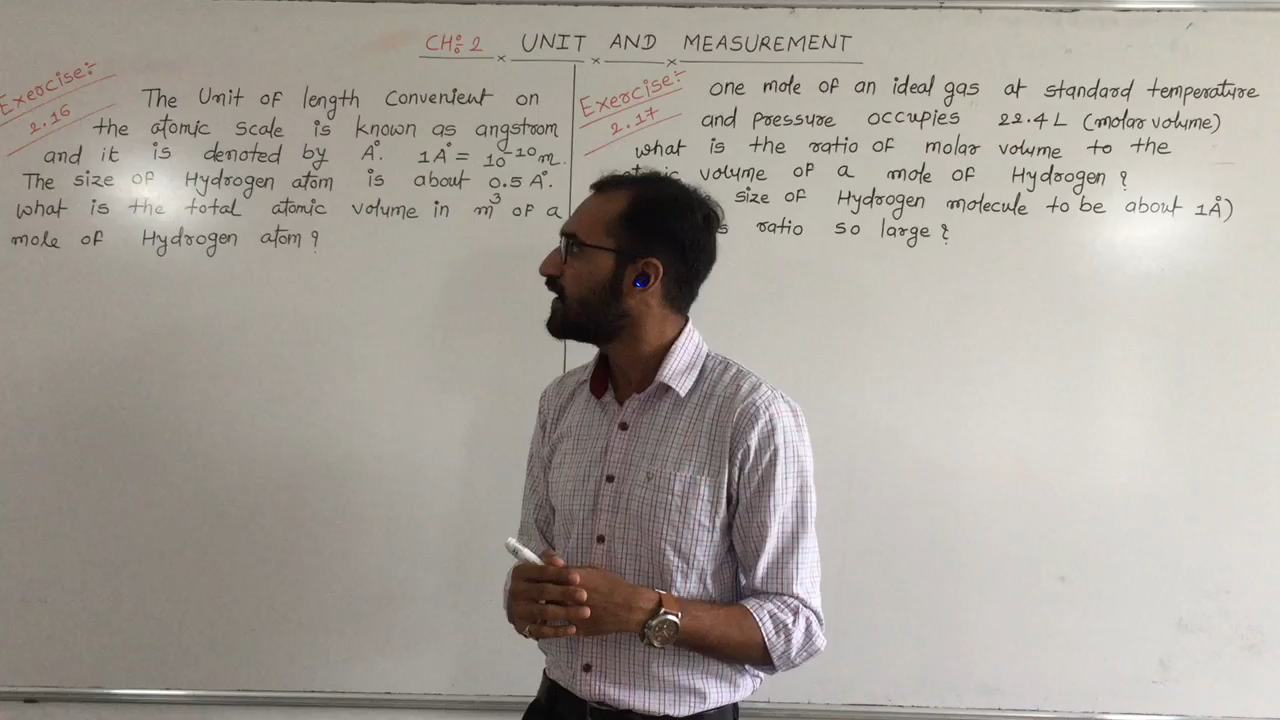 CH: 2 UNIT AND MEASUREMENT
Exercise:
2.16
The Unit of length Convenient on
the atomic scale is known as angstrom
and it is denoted by A°. 1A° = 10⁻¹⁰m.
The size of Hydrogen atom is about 0.5 A°.
what is the total atomic volume in m³ of a
mole of Hydrogen atom?
Exercise:
2.17
one mole of an ideal gas at standard temperature
and pressure occupies 22.4 L (molar volume)
what is the ratio of molar volume to the
volume of a mole of Hydrogen?
size of Hydrogen molecule to be about 1Å)
ratio so large?